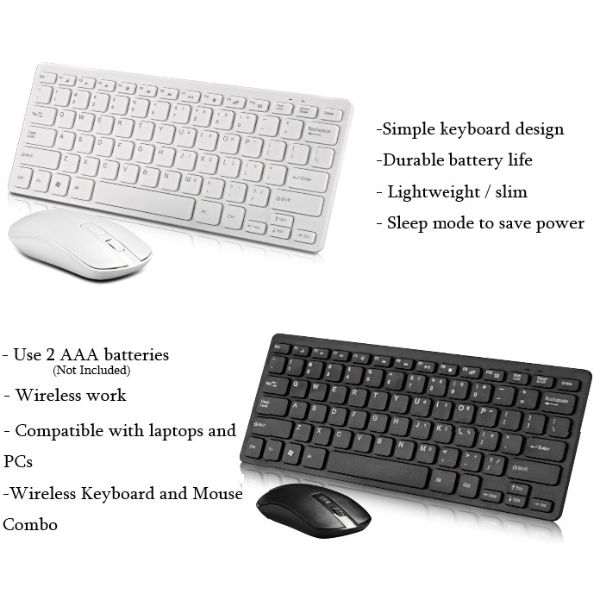 -Simple keyboard design
-Durable battery life
- Lightweight / slim
- Sleep mode to save power
- Use 2 AAA batteries
(Not Included)
- Wireless work
- Compatible with laptops and
PCs
-Wireless Keyboard and Mouse
Combo